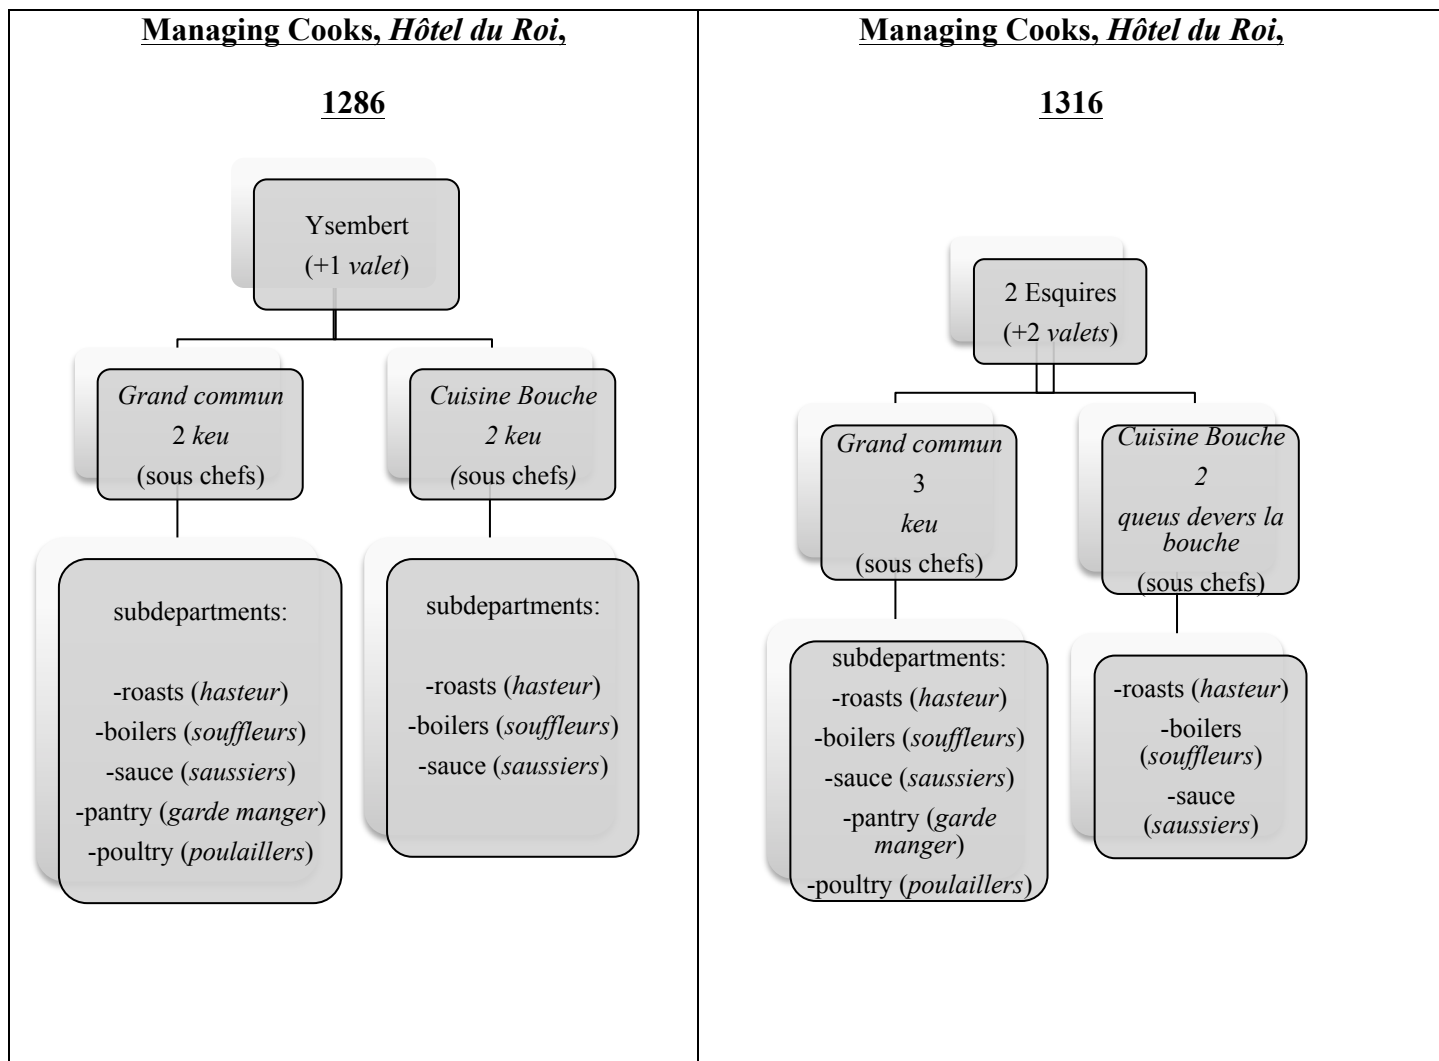 Managing Cooks, Hôtel du Roi,
1286
Ysembert
(+1 valet)
Grand commun
2 keu
(sous chefs)
Cuisine Bouche
2 keu
(sous chefs)
subdepartments:
-roasts (hasteur)
-boilers (souffleurs)
-sauce (saussiers)
-pantry (garde manger)
-poultry (poulaillers)
subdepartments:
-roasts (hasteur)
-boilers (souffleurs)
-sauce (saussiers)
Managing Cooks, Hôtel du Roi,
1316
2 Esquires
(+2 valets)
Grand commun
3
keu
(sous chefs)
Cuisine Bouche
2
queus devers la
bouche
(sous chefs)
subdepartments:
-roasts (hasteur)
-boilers (souffleurs)
-sauce (saussiers)
-pantry (garde
manger)
-poultry (poulaillers)
-roasts (hasteur)
-boilers
(souffleurs)
-sauce
(saussiers)